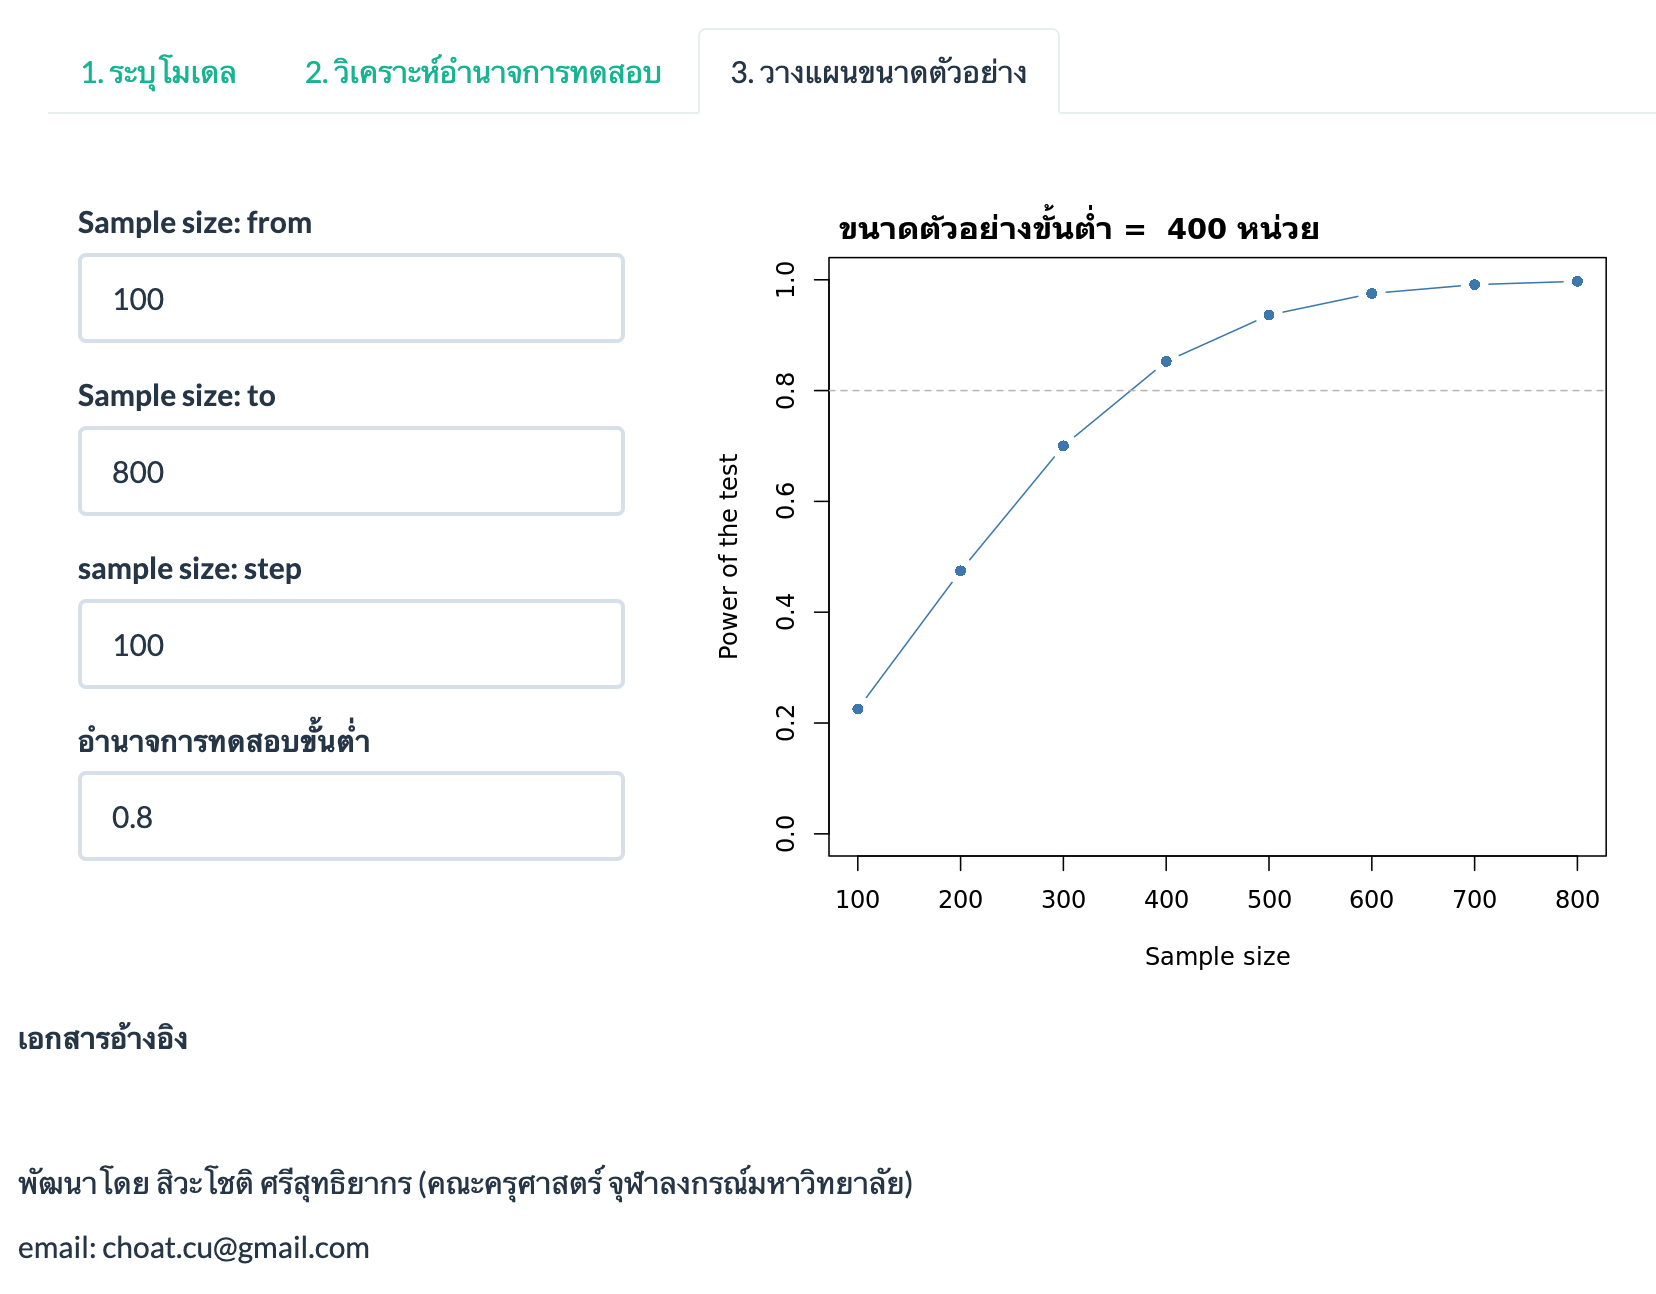 1. ระบุโมเดล
2. วิเคราะห์อำนาจการทดสอบ
3. วางแผนขนาดตัวอย่าง
Sample size: from
100
Sample size: to
800
sample size: step
100
อำนาจการทดสอบขั้นต่ำ
0.8
ขนาดตัวอย่างขั้นต่ำ = 400 หน่วย
Power of the test
1.0
0.8
0.6
0.4
0.2
0.0
100 200 300 400 500 600 700 800
Sample size
เอกสารอ้างอิง
พัฒนาโดย สิวะโชติ ศรีสุทธิยากร (คณะครุศาสตร์ จุฬาลงกรณ์มหาวิทยาลัย)
email: choat.cu@gmail.com